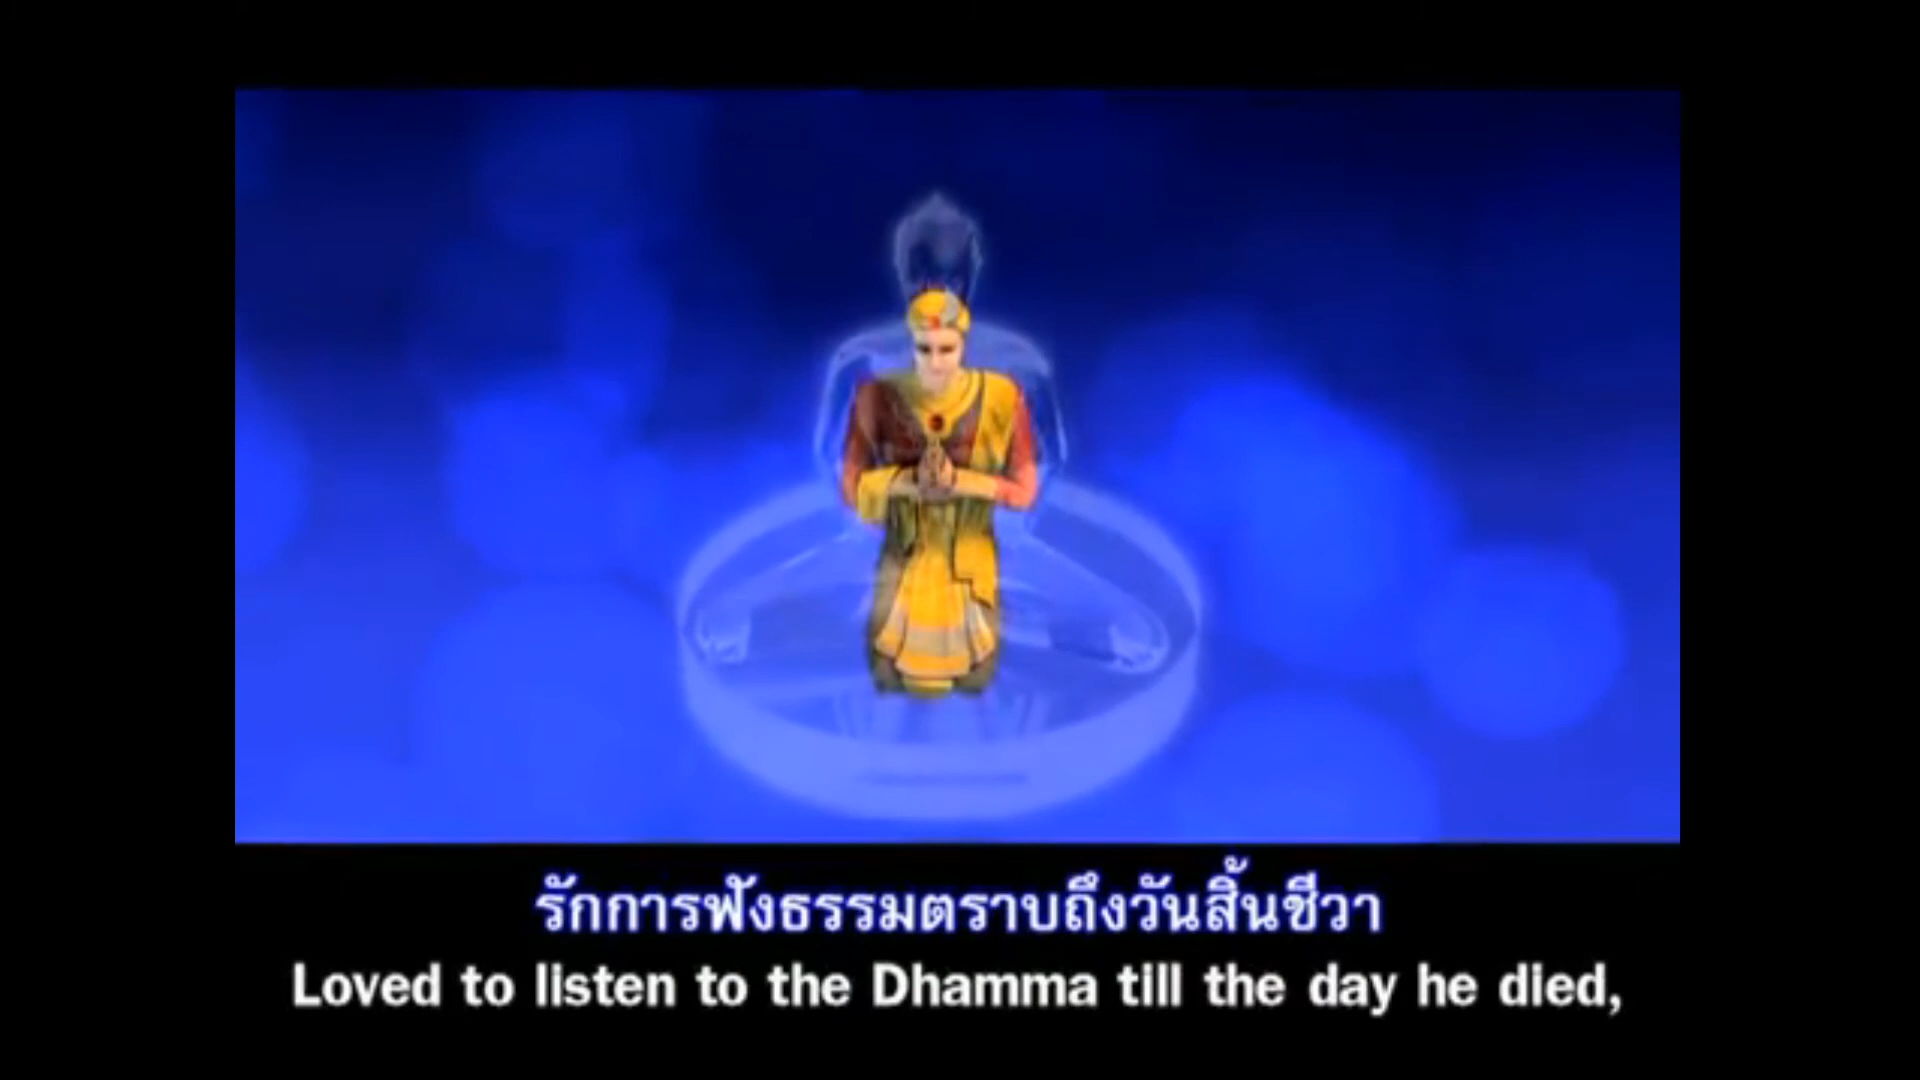 รักการฟังธรรมตราบถึงวันสิ้นชีวา
Loved to listen to the Dhamma till the day he died,